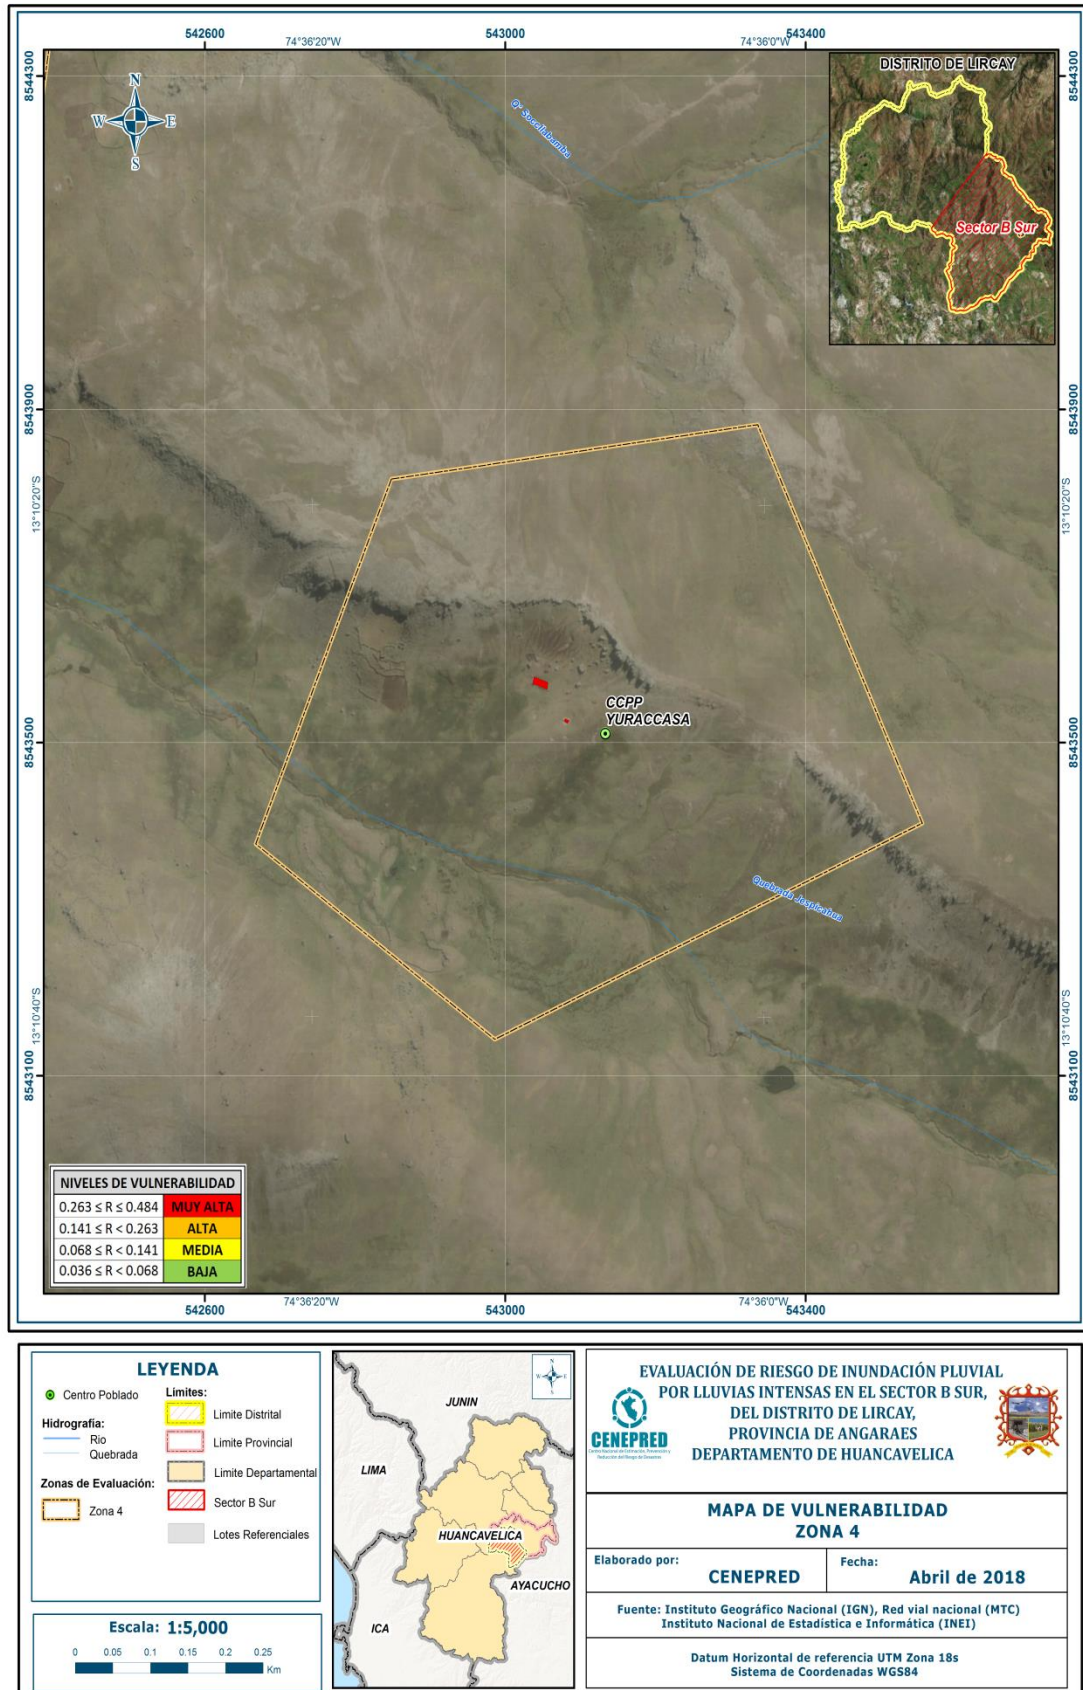 542600
543000
543400
74°36'20"W
74°36'0"W
8544300
8544300
N
W
E
S
Q' Soccllabamba
DISTRITO DE LIRCAY
Sector B Sur
8543900
8543900
13°10'20"S
13°10'20"S
CCPP
YURACCASA
8543500
8543500
Quebrada Jespicahua
13°10'40"S
13°10'40"S
8543100
8543100
NIVELES DE VULNERABILIDAD
0.263 ≤ R ≤ 0.484 MUY ALTA
0.141 ≤ R < 0.263 ALTA
0.068 ≤ R < 0.141 MEDIA
0.036 ≤ R < 0.068 BAJA
542600
74°36'20"W
543000
74°36'0"W
543400
LEYENDA
Centro Poblado
Hidrografía:
Rio
Quebrada
Zonas de Evaluación:
Zona 4
Limites:
Limite Distrital
Limite Provincial
Limite Departamental
Sector B Sur
Lotes Referenciales
Escala: 1:5,000
0 0.05 0.1 0.15 0.2 0.25
Km
N
W
E
S
JUNIN
LIMA
HUANCAVELICA
AYACUCHO
ICA
CENEPRED
EVALUACIÓN DE RIESGO DE INUNDACIÓN PLUVIAL
POR LLUVIAS INTENSAS EN EL SECTOR B SUR,
DEL DISTRITO DE LIRCAY,
PROVINCIA DE ANGARAES
DEPARTAMENTO DE HUANCAVELICA
MAPA DE VULNERABILIDAD
ZONA 4
Elaborado por:
CENEPRED
Fecha:
Abril de 2018
Fuente: Instituto Geográfico Nacional (IGN), Red vial nacional (MTC)
Instituto Nacional de Estadística e Informática (INEI)
Datum Horizontal de referencia UTM Zona 18s
Sistema de Coordenadas WGS84